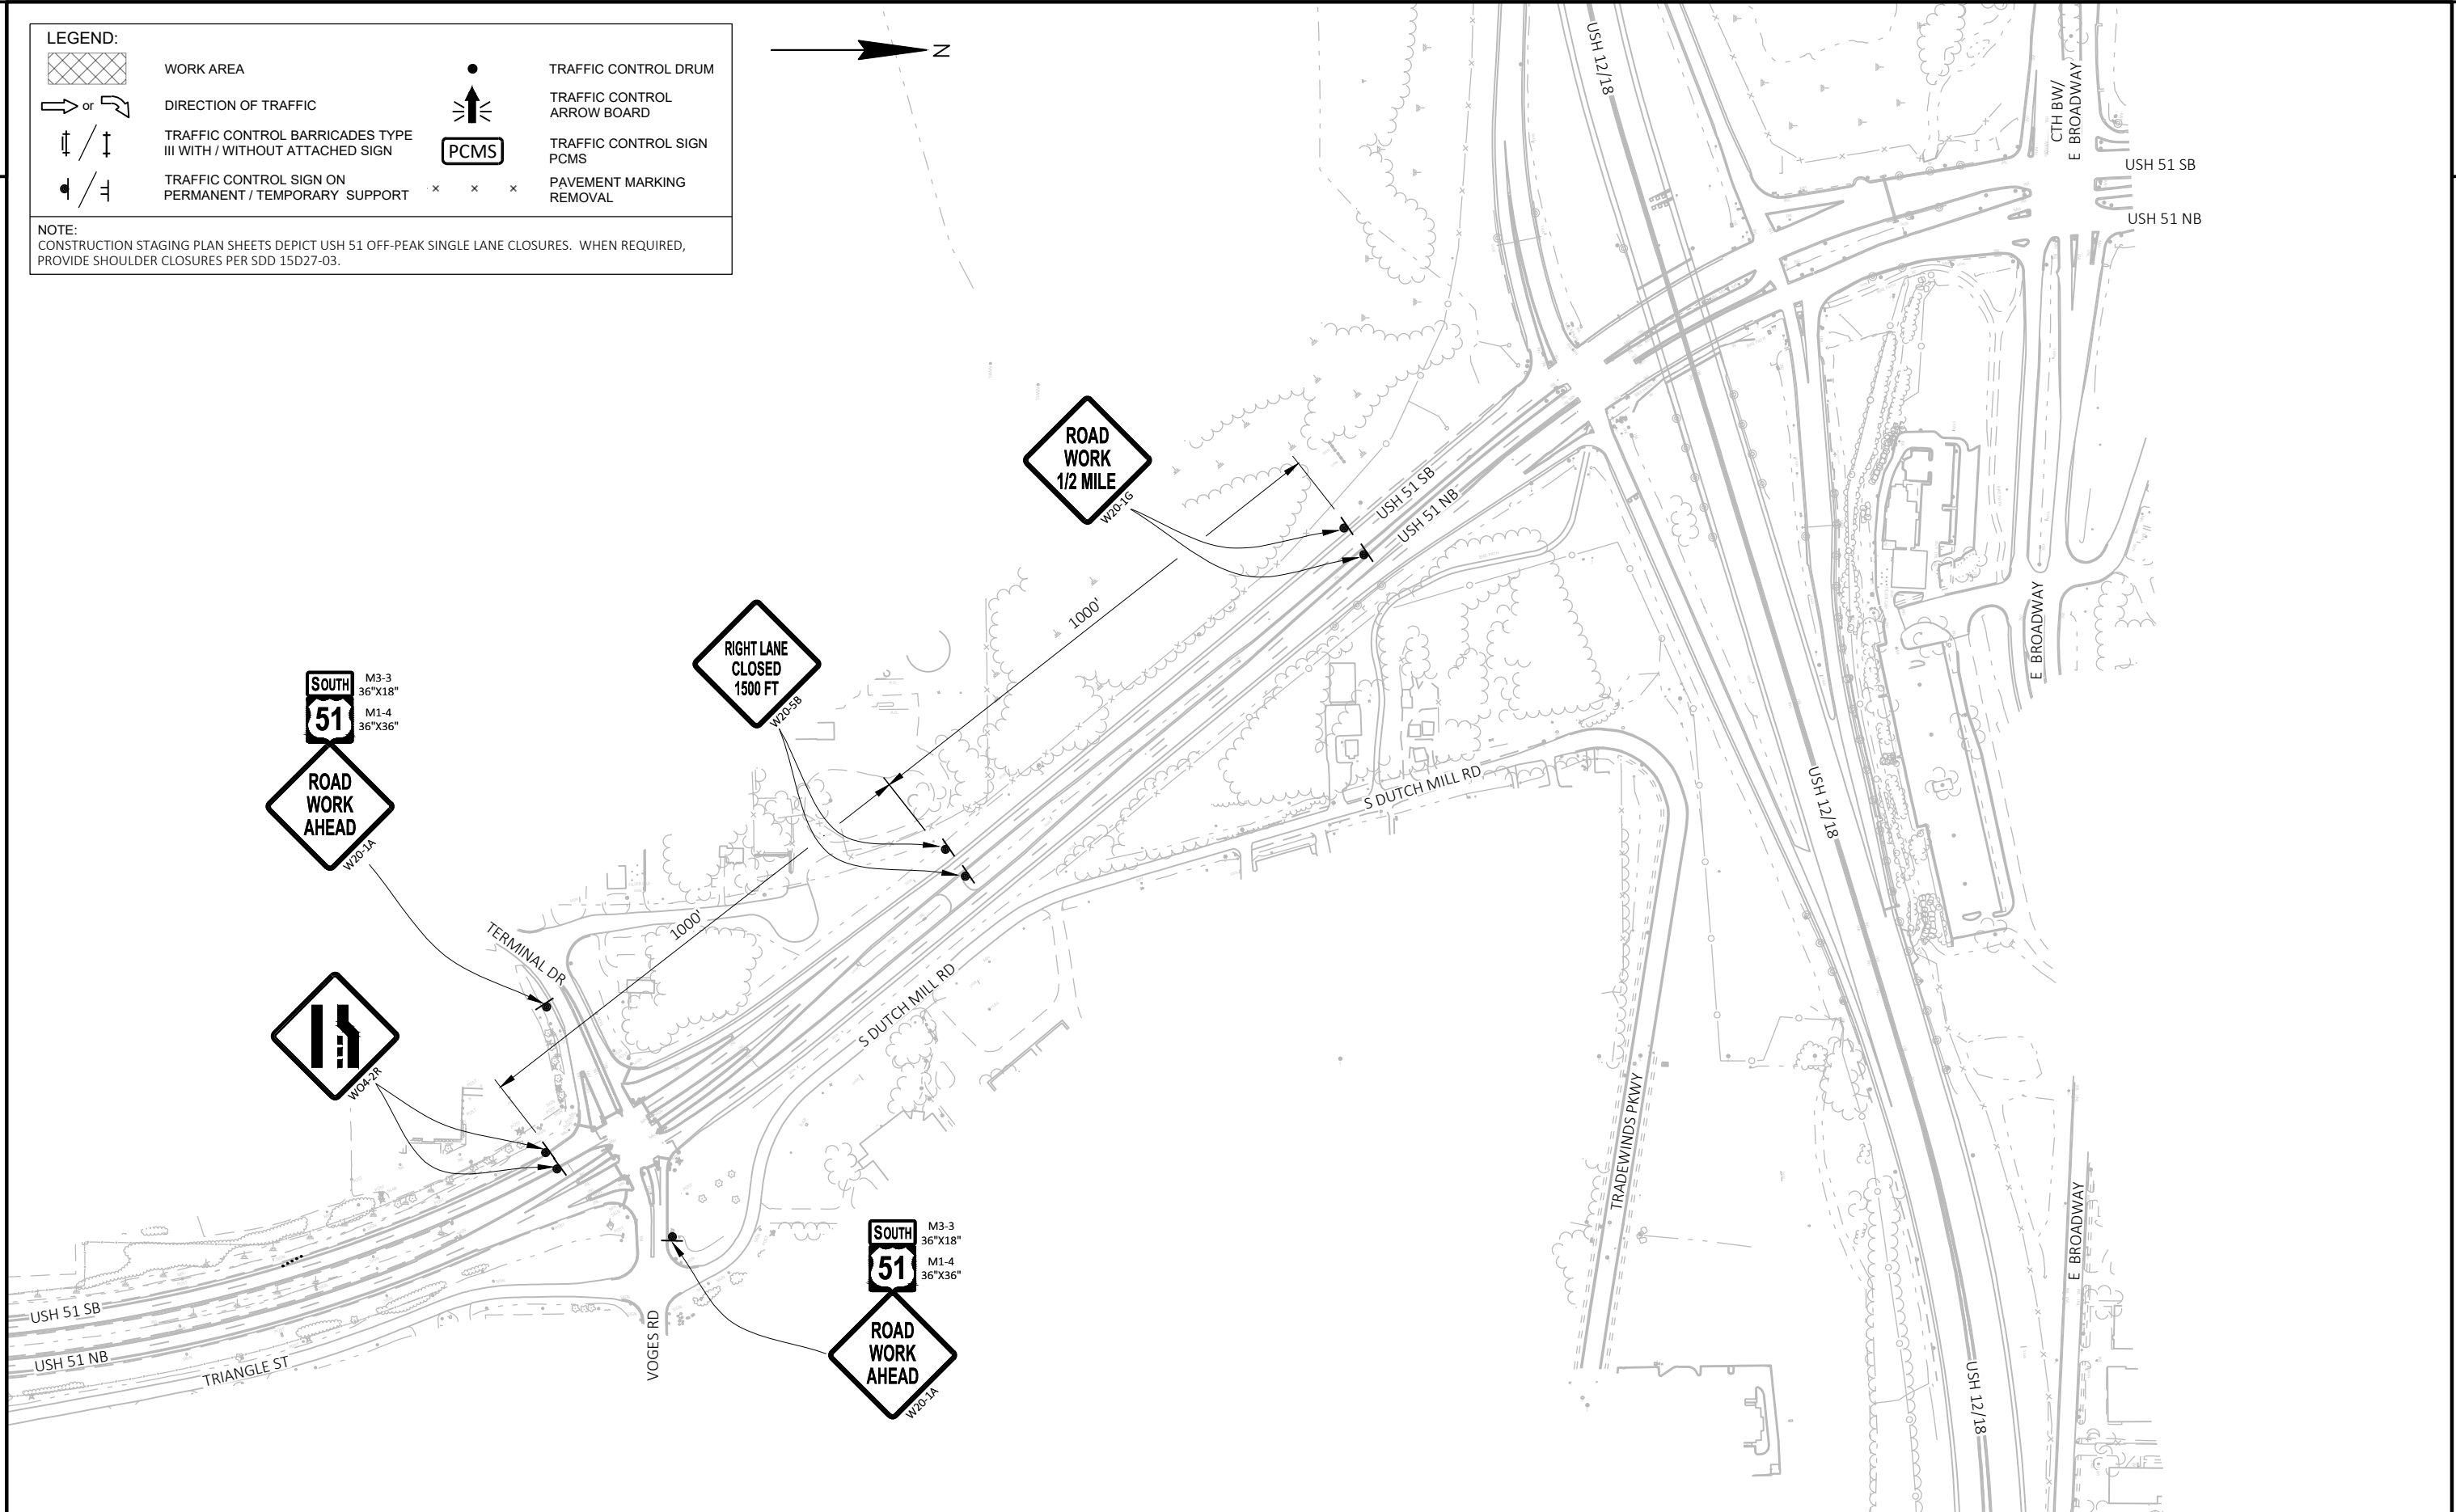 LEGEND:
WORK AREA
or
DIRECTION OF TRAFFIC
TRAFFIC CONTROL BARRICADES TYPE
III WITH / WITHOUT ATTACHED SIGN
TRAFFIC CONTROL SIGN ON
PERMANENT / TEMPORARY SUPPORT
TRAFFIC CONTROL DRUM
TRAFFIC CONTROL
ARROW BOARD
PCMS
TRAFFIC CONTROL SIGN
PCMS
PAVEMENT MARKING
REMOVAL
NOTE:
CONSTRUCTION STAGING PLAN SHEETS DEPICT USH 51 OFF-PEAK SINGLE LANE CLOSURES. WHEN REQUIRED,
PROVIDE SHOULDER CLOSURES PER SDD 15D27-03.
N
USH 12/18
CTH BW/
E BROADWAY
USH 51 SB
USH 51 NB
ROAD
WORK
1/2 MILE
W20-1G
USH 51 SB
USH 51 NB
1000'
RIGHT LANE
CLOSED
1500 FT
W20-5B
E BROADWAY
SOUTH
M3-3
36"X18"
51
M1-4
36"X36"
ROAD
WORK
AHEAD
W20-1A
S DUTCH MILL RD
USH 12/18
1000'
TERMINAL DR
S DUTCH MILL RD
WO4-2R
TRADEWINDS PKWY
E BROADWAY
SOUTH
M3-3
36"X18"
51
M1-4
36"X36"
ROAD
WORK
AHEAD
W20-1A
USH 51 SB
USH 51 NB
TRIANGLE ST
VOGES RD
USH 12/18